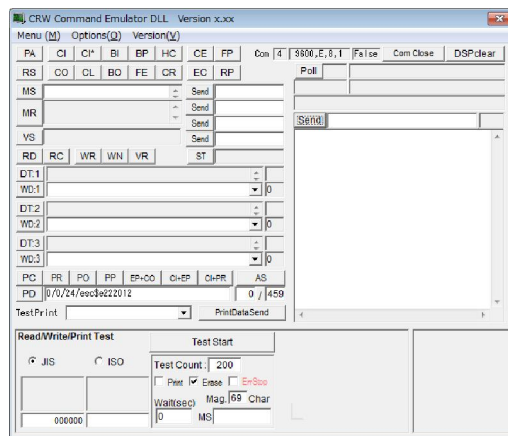 CRW Command Emulator DLL Version x.xx
Menu (M) Options(O) Version(V)
PA CI CI* BI BP HC CE FP Com 4 9600,E,8,1 False Com Close DSPclear
RS CO CL BO FE CR EC RP Poll
MS Send
MR Send
Send
Send Send
VS
RD RC WR WN VR ST
DT:1
WD:1 0
DT:2
WD:2 0
DT:3
WD:3 0
PC PR PO PP EP+CO CI+EP CI+PR AS
PD 0/0/24/esc$e222012 0 / 459
TestPrint PrintDataSend
Read/Write/Print Test Test Start
JIS ISO Test Count : 200
Print Erase ErrStop
Wait(sec) Mag. 69 Char
0 MS
000000